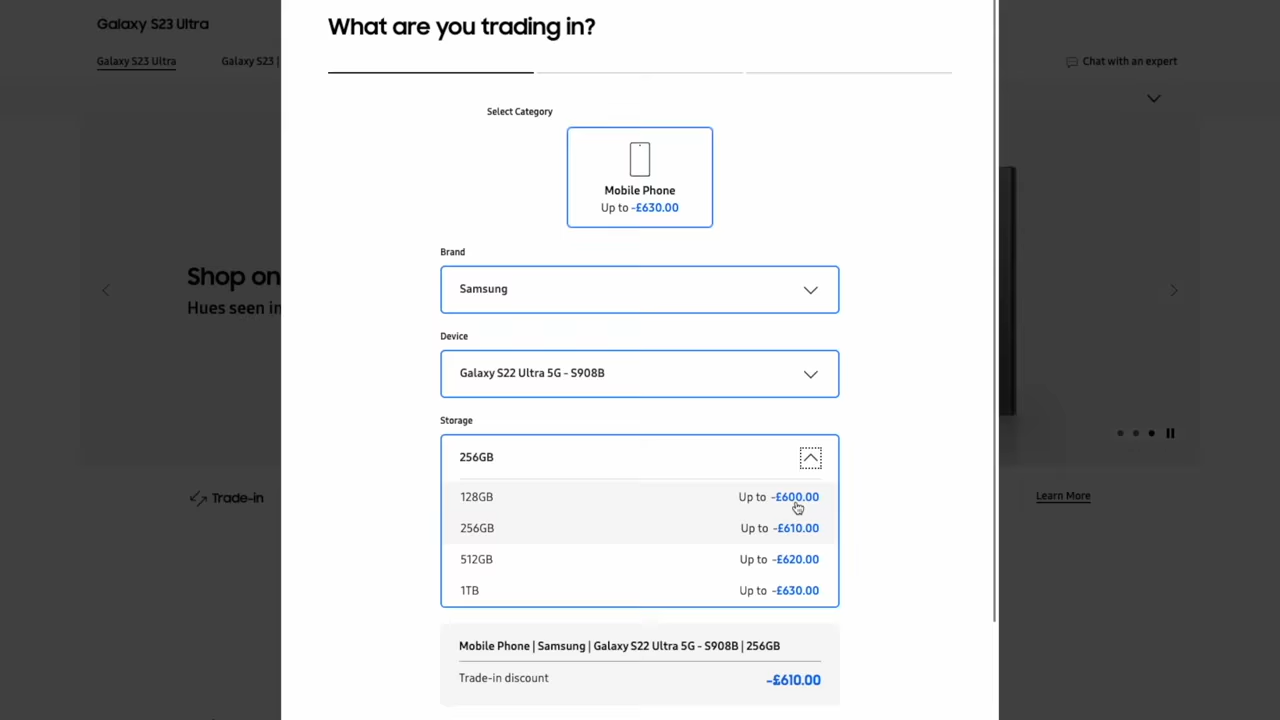 Galaxy S23 Ultra
What are you trading in?
Galaxy S23 Ultra
Galaxy S23 |
Chat with an expert
Select Category
Mobile Phone
Up to -£630.00
Brand
Samsung
Shop on
Hues seen in
Device
Galaxy S22 Ultra 5G - S908B
Storage
256GB
128GB Up to -£600.00
Trade-in
Learn More
256GB Up to -£610.00
512GB Up to -£620.00
1TB Up to -£630.00
Mobile Phone | Samsung | Galaxy S22 Ultra 5G - S908B | 256GB
Trade-in discount -£610.00